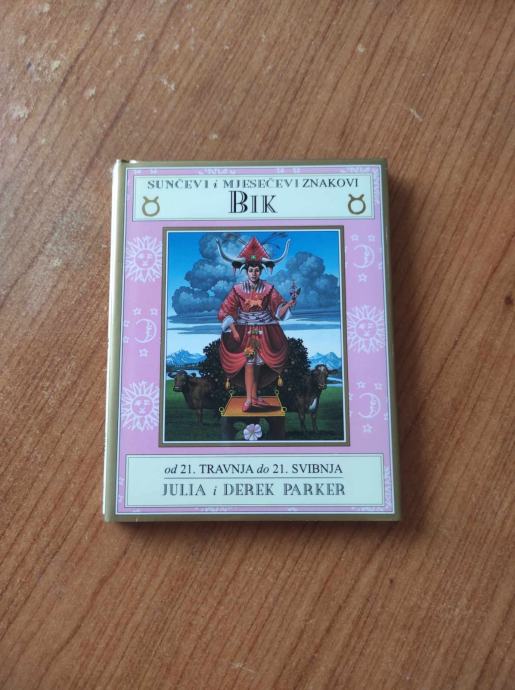 SUNČEVI i MJESEČEVI ZNAKOVI
BIK
od 21. TRAVNJA do 21. SVIBNJA
JULIA i DEREK PARKER